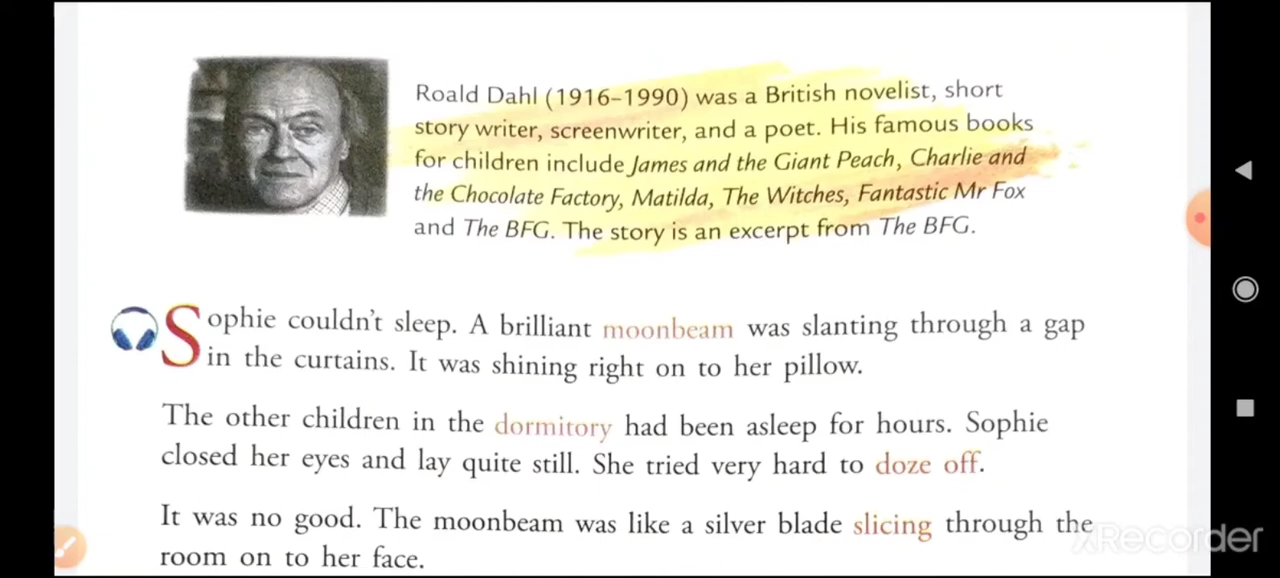 Roald Dahl (1916–1990) was a British novelist, short
story writer, screenwriter, and a poet. His famous books
for children include James and the Giant Peach, Charlie and
the Chocolate Factory, Matilda, The Witches, Fantastic Mr Fox
and The BFG. The story is an excerpt from The BFG.
Sophie couldn't sleep. A brilliant moonbeam was slanting through a gap
in the curtains. It was shining right on to her pillow.
The other children in the dormitory had been asleep for hours. Sophie
closed her eyes and lay quite still. She tried very hard to doze off.
It was no good. The moonbeam was like a silver blade slicing through the
room on to her face.
XRecorder